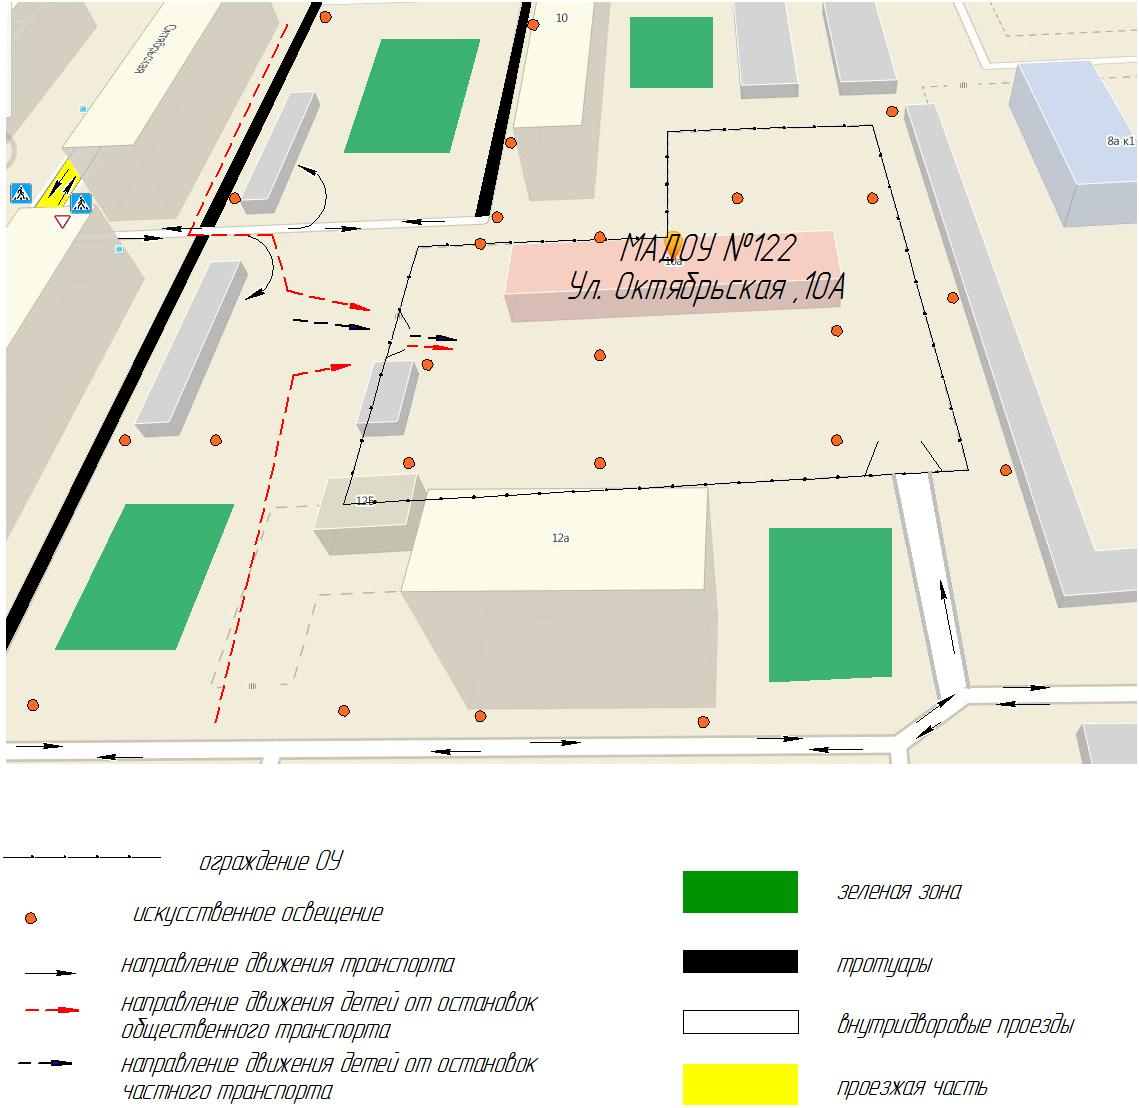 Октябрьская
10
8а к1
МАДОУ №122
10а
Ул. Октябрьская ,10А
12Б
12а
ограждение ОУ
искусственное освещение
направление движения транспорта
направление движения детей от остановок
общественного транспорта
направление движения детей от остановок
частного транспорта
зеленая зона
тротуары
внутридворовые проезды
проезжая часть